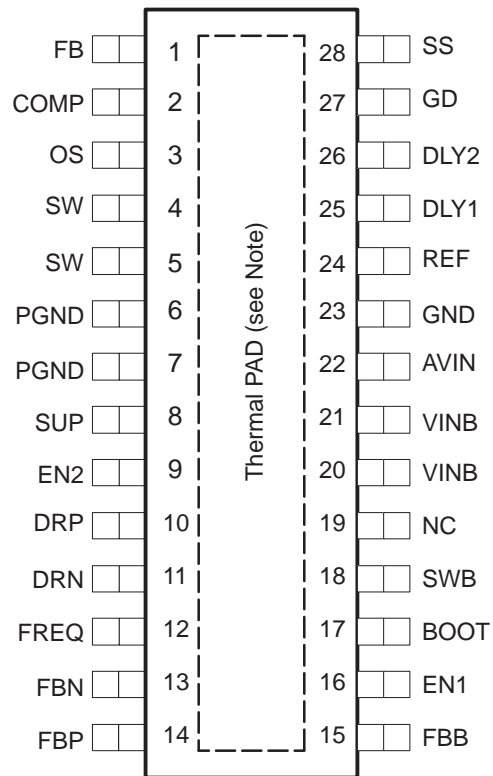 FB 1 28 SS
COMP 2 27 GD
OS 3 26 DLY2
SW 4 25 DLY1
SW 5 24 REF
PGND 6 23 GND
PGND 7 22 AVIN
SUP 8 21 VINB
EN2 9 20 VINB
DRP 10 19 NC
DRN 11 18 SWB
FREQ 12 17 BOOT
FBN 13 16 EN1
FBP 14 15 FBB
Thermal PAD (see Note)